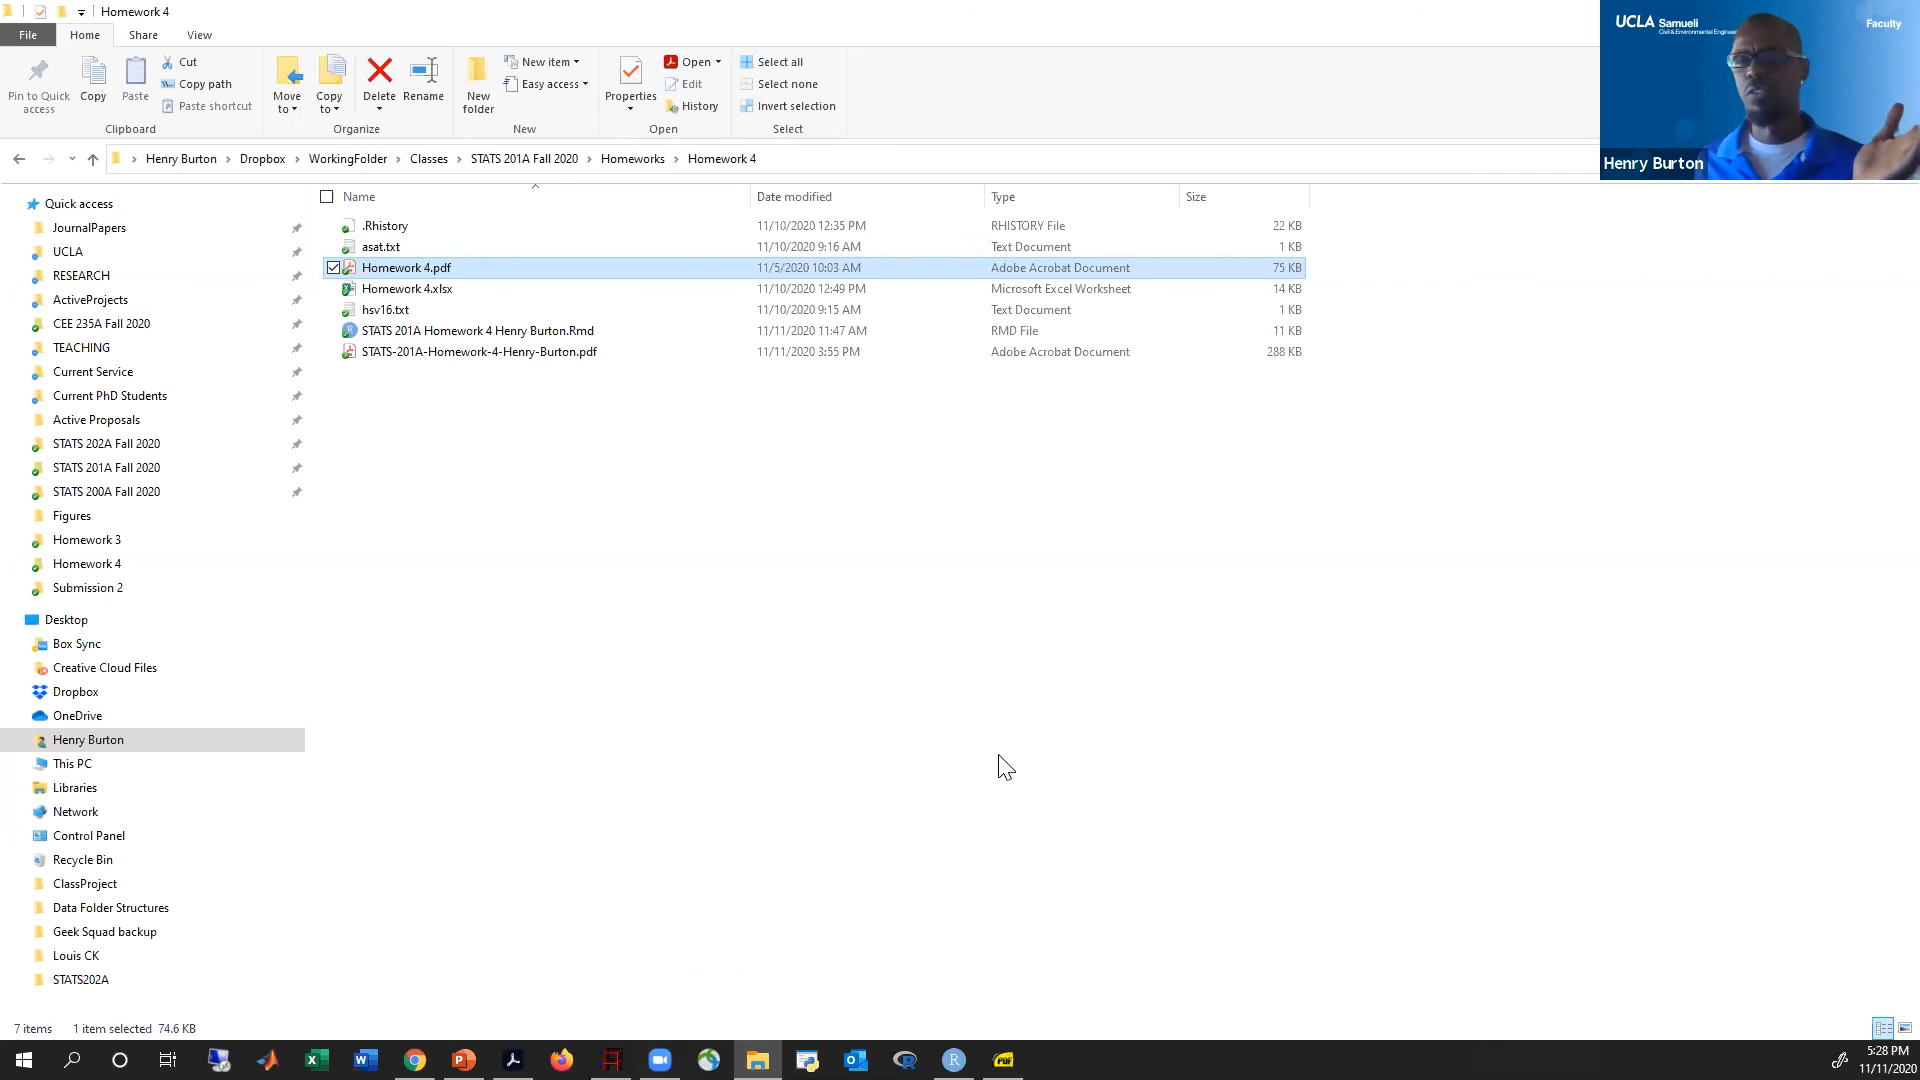 Homework 4
File Home Share View
Pin to Quick access
Copy
Paste
Cut
Copy path
Paste shortcut
Clipboard
Move to
Copy to
Delete
Rename
Organize
New folder
New item
Easy access
New
Properties
Open
Edit
History
Open
Select all
Select none
Invert selection
Select
UCLA Samueli
Civil & Environmental Engineer
Faculty
Henry Burton
Henry Burton > Dropbox > WorkingFolder > Classes > STATS 201A Fall 2020 > Homeworks > Homework 4
Name Date modified Type Size
.Rhistory 11/10/2020 12:35 PM RHISTORY File 22 KB
asat.txt 11/10/2020 9:16 AM Text Document 1 KB
Homework 4.pdf 11/5/2020 10:03 AM Adobe Acrobat Document 75 KB
Homework 4.xlsx 11/10/2020 12:49 PM Microsoft Excel Worksheet 14 KB
hsv16.txt 11/10/2020 9:15 AM Text Document 1 KB
STATS 201A Homework 4 Henry Burton.Rmd 11/11/2020 11:47 AM RMD File 11 KB
STATS-201A-Homework-4-Henry-Burton.pdf 11/11/2020 3:55 PM Adobe Acrobat Document 288 KB
Quick access
JournalPapers
UCLA
RESEARCH
ActiveProjects
CEE 235A Fall 2020
TEACHING
Current Service
Current PhD Students
Active Proposals
STATS 202A Fall 2020
STATS 201A Fall 2020
STATS 200A Fall 2020
Figures
Homework 3
Homework 4
Submission 2
Desktop
Box Sync
Creative Cloud Files
Dropbox
OneDrive
Henry Burton
This PC
Libraries
Network
Control Panel
Recycle Bin
ClassProject
Data Folder Structures
Geek Squad backup
Louis CK
STATS202A
7 items 1 item selected 74.6 KB
PDF
5:28 PM
11/11/2020